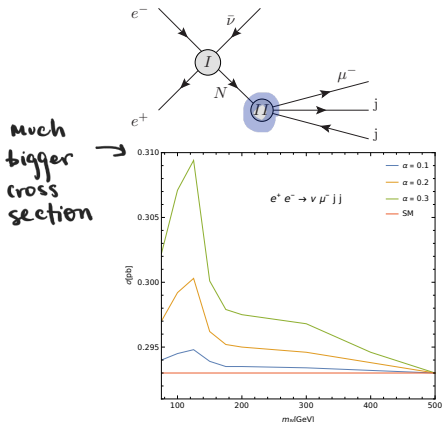 e⁻
ν̄
I
μ⁻
N
II
j
e⁺
j
Much
bigger
cross
section
0.310
0.305
0.300
0.295
σ[pb]
α = 0.1
α = 0.2
α = 0.3
SM
e⁺ e⁻ → ν μ⁻ j j
100
200
300
400
500
m_N[GeV]